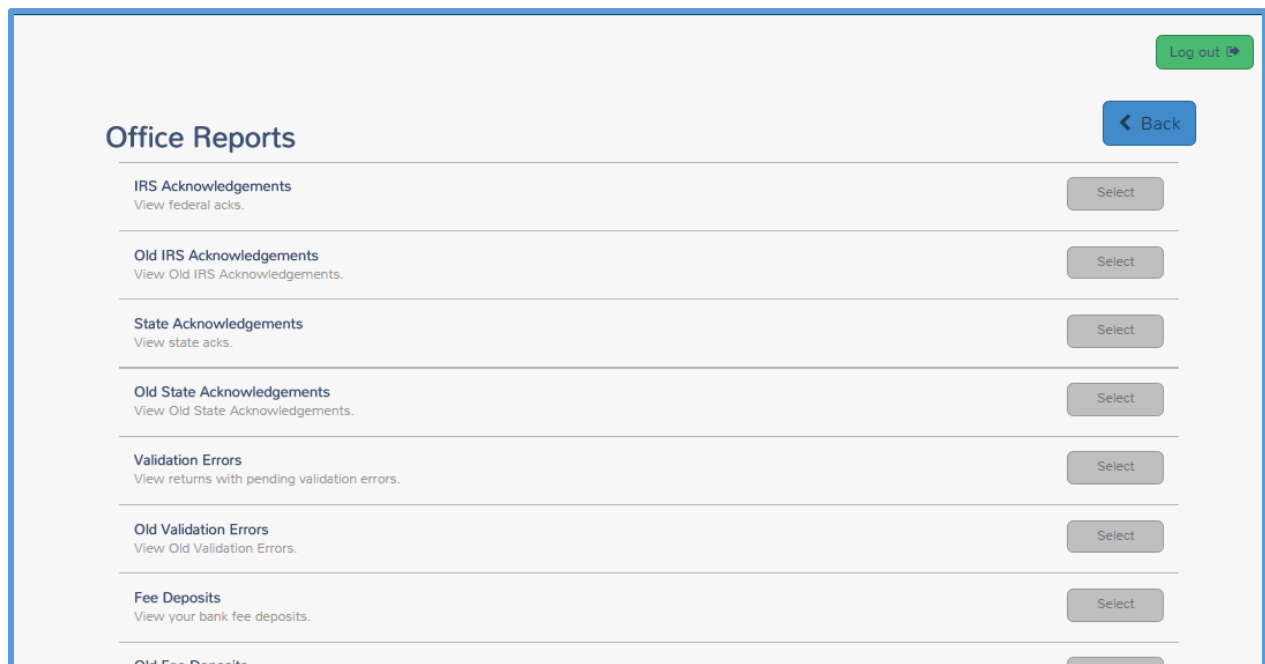 Log out
Back
Office Reports
IRS Acknowledgements
Select
View federal acks.
Old IRS Acknowledgements
Select
View Old IRS Acknowledgements.
State Acknowledgements
Select
View state acks.
Old State Acknowledgements
Select
View Old State Acknowledgements.
Validation Errors
Select
View returns with pending validation errors.
Old Validation Errors
Select
View Old Validation Errors.
Fee Deposits
Select
View your bank fee deposits.
Old Fee Deposits